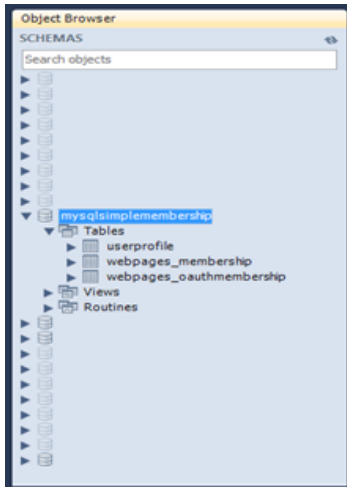 Object Browser
SCHEMAS
Search objects
mysqlsimplemembership
Tables
userprofile
webpages_membership
webpages_oauthmembership
Views
Routines